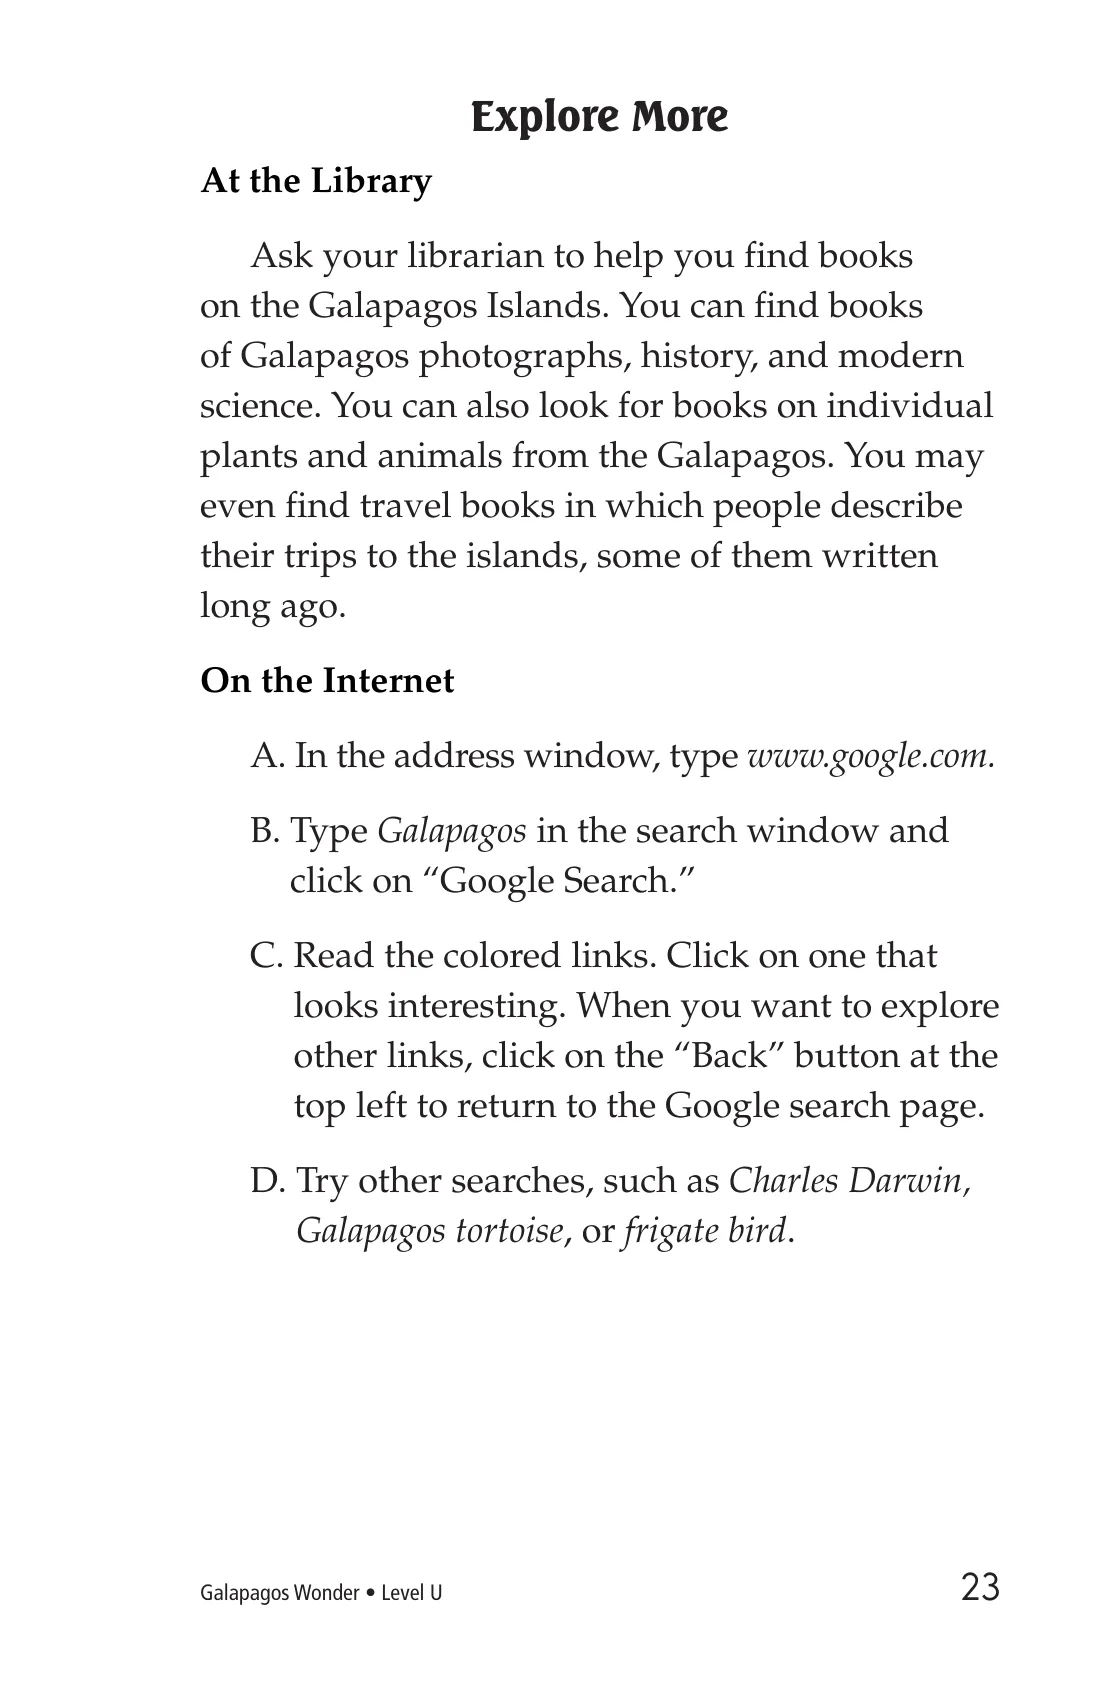 Explore More
At the Library
Ask your librarian to help you find books
on the Galapagos Islands. You can find books
of Galapagos photographs, history, and modern
science. You can also look for books on individual
plants and animals from the Galapagos. You may
even find travel books in which people describe
their trips to the islands, some of them written
long ago.
On the Internet
A. In the address window, type www.google.com.
B. Type Galapagos in the search window and
click on “Google Search.”
C. Read the colored links. Click on one that
looks interesting. When you want to explore
other links, click on the “Back” button at the
top left to return to the Google search page.
D. Try other searches, such as Charles Darwin,
Galapagos tortoise, or frigate bird.
Galapagos Wonder • Level U 23